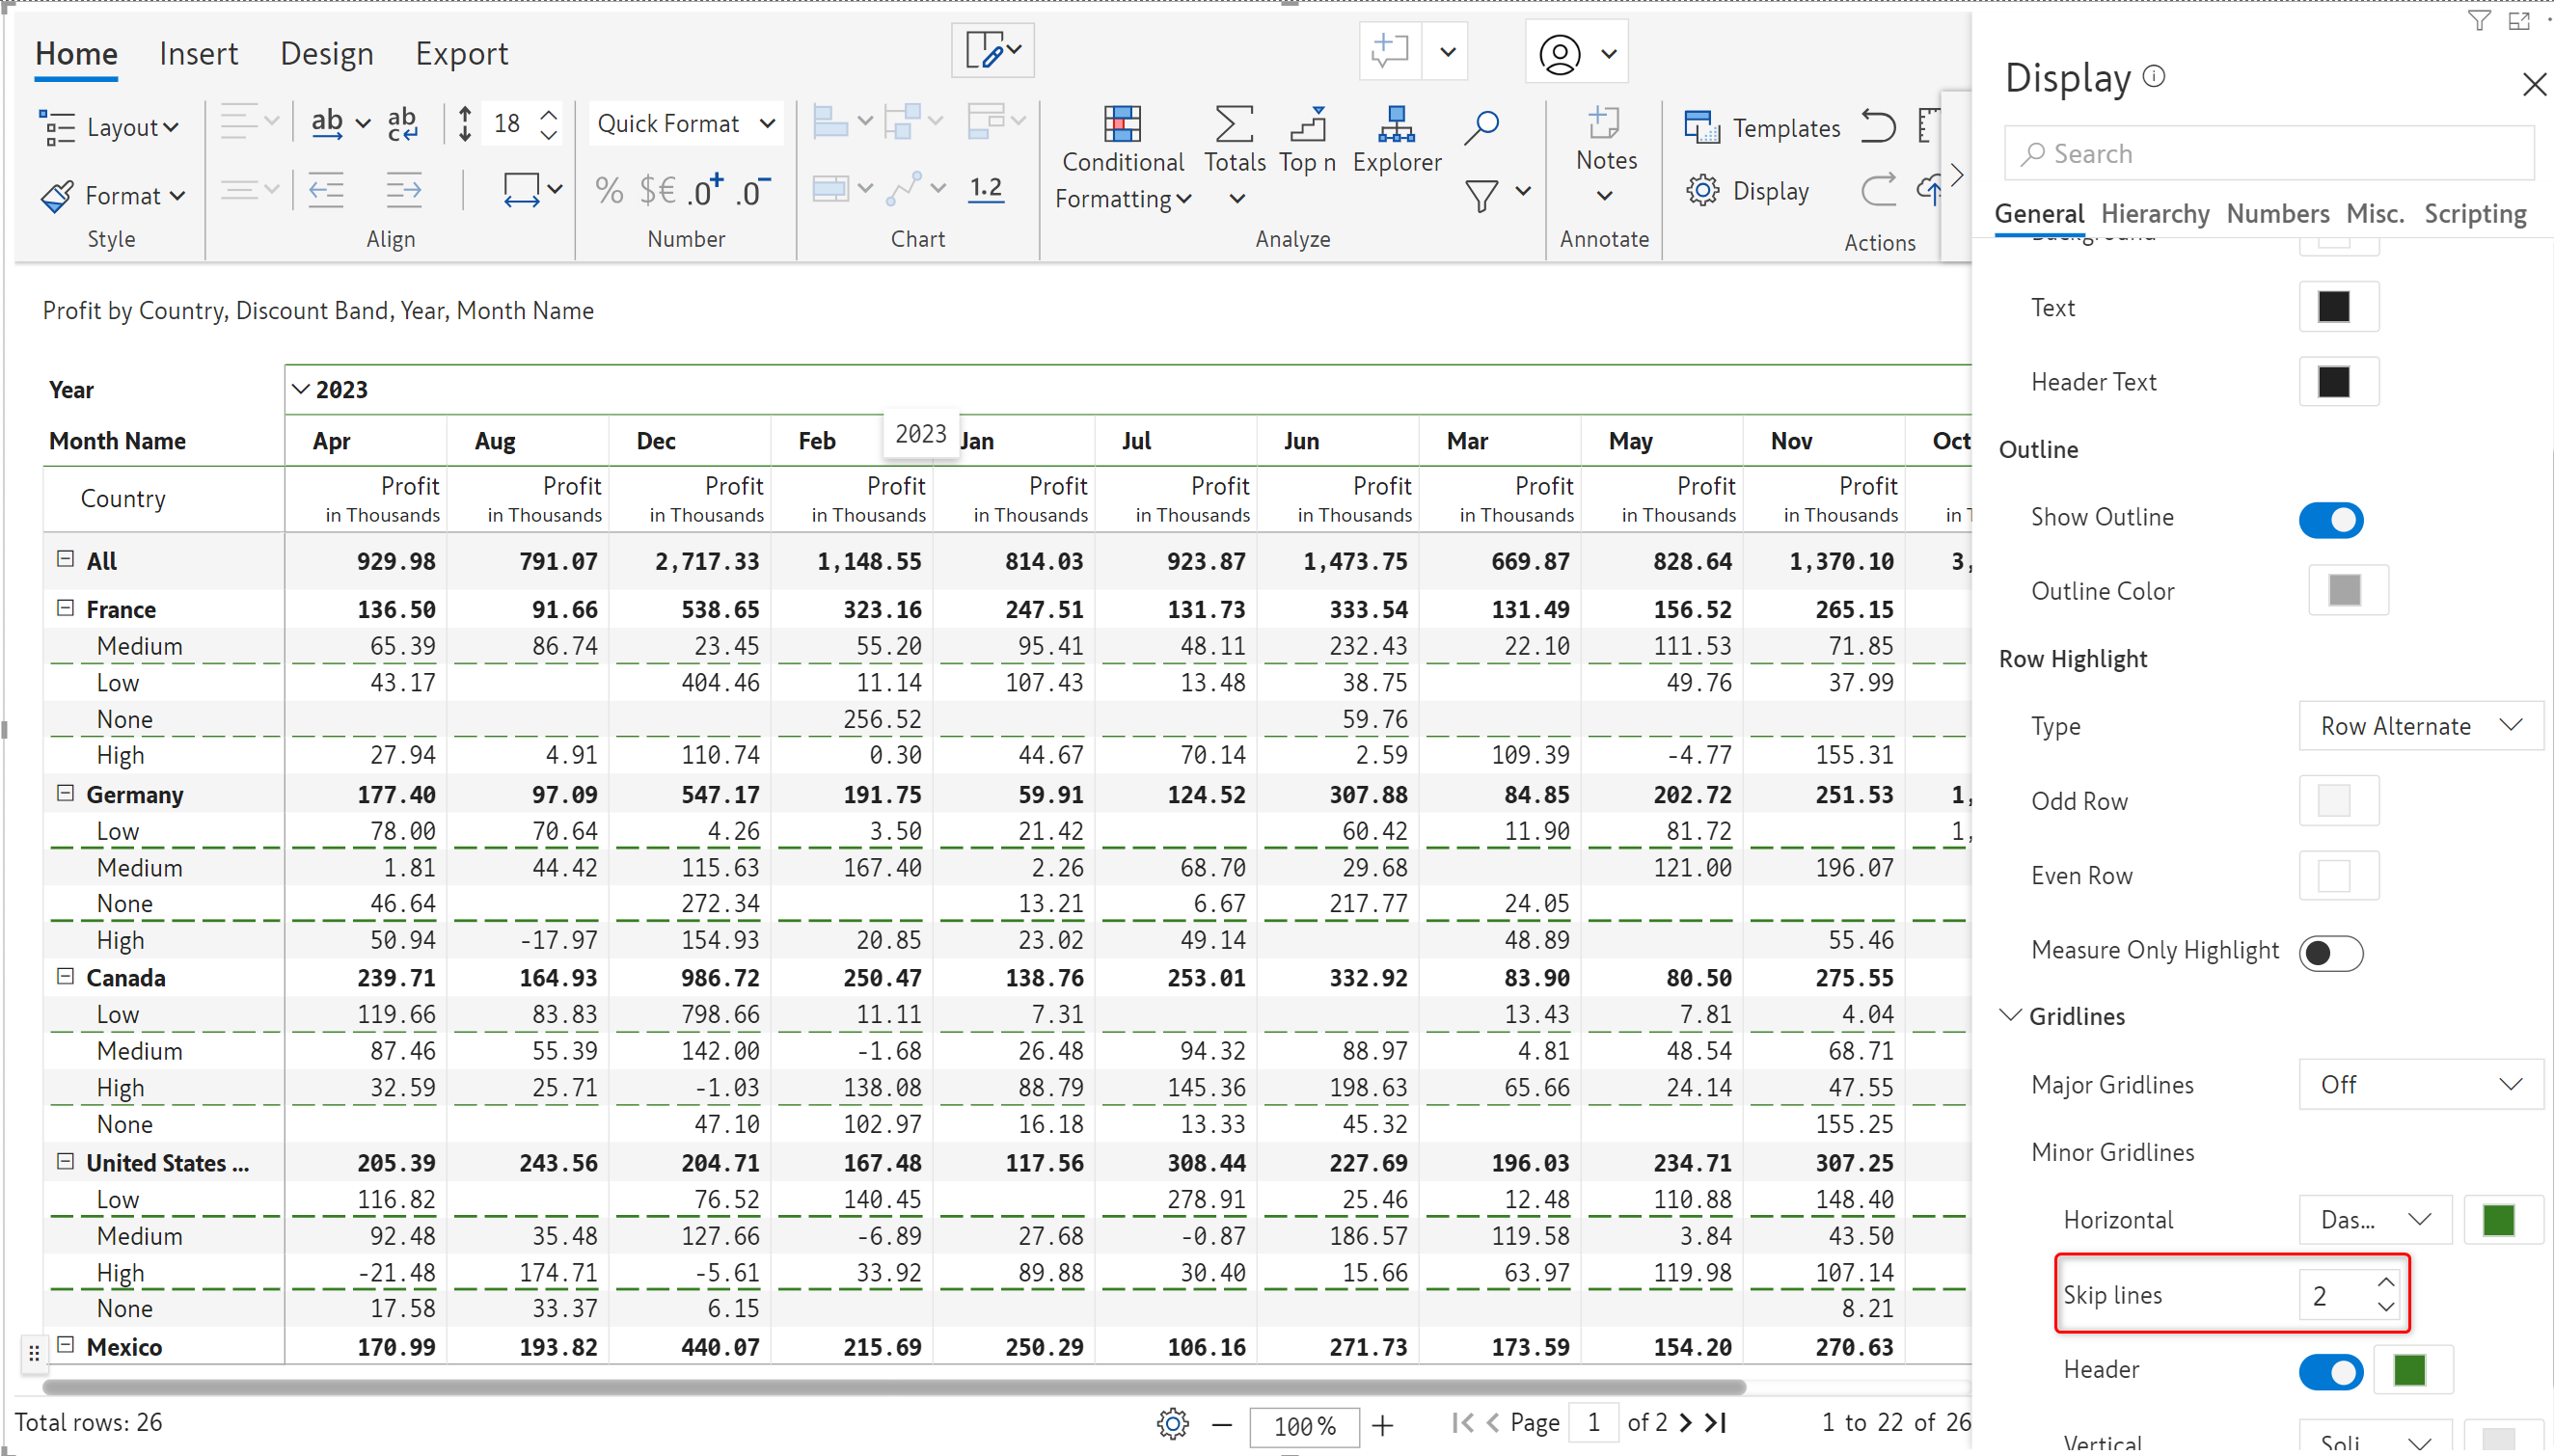 Home Insert Design Export
Layout ab ab c 18 Quick Format Conditional Formatting Totals Top n Explorer Notes Templates
Format % $€ .0+ .0- 1.2 Display
Style Align Number Chart Analyze Annotate Actions
Profit by Country, Discount Band, Year, Month Name
Year 2023
2023
Month Name Apr Aug Dec Feb Jan Jul Jun Mar May Nov Oct
Country Profit Profit Profit Profit Profit Profit Profit Profit Profit Profit
in Thousands in Thousands in Thousands in Thousands in Thousands in Thousands in Thousands in Thousands in Thousands in Thousands in
All 929.98 791.07 2,717.33 1,148.55 814.03 923.87 1,473.75 669.87 828.64 1,370.10 3,
France 136.50 91.66 538.65 323.16 247.51 131.73 333.54 131.49 156.52 265.15
Medium 65.39 86.74 23.45 55.20 95.41 48.11 232.43 22.10 111.53 71.85
Low 43.17 404.46 11.14 107.43 13.48 38.75 49.76 37.99
None 256.52 59.76
High 27.94 4.91 110.74 0.30 44.67 70.14 2.59 109.39 -4.77 155.31
Germany 177.40 97.09 547.17 191.75 59.91 124.52 307.88 84.85 202.72 251.53 1,
Low 78.00 70.64 4.26 3.50 21.42 60.42 11.90 81.72 1,
Medium 1.81 44.42 115.63 167.40 2.26 68.70 29.68 121.00 196.07
None 46.64 272.34 13.21 6.67 217.77 24.05
High 50.94 -17.97 154.93 20.85 23.02 49.14 48.89 55.46
Canada 239.71 164.93 986.72 250.47 138.76 253.01 332.92 83.90 80.50 275.55
Low 119.66 83.83 798.66 11.11 7.31 13.43 7.81 4.04
Medium 87.46 55.39 142.00 -1.68 26.48 94.32 88.97 4.81 48.54 68.71
High 32.59 25.71 -1.03 138.08 88.79 145.36 198.63 65.66 24.14 47.55
None 47.10 102.97 16.18 13.33 45.32 155.25
United States ... 205.39 243.56 204.71 167.48 117.56 308.44 227.69 196.03 234.71 307.25
Low 116.82 76.52 140.45 278.91 25.46 12.48 110.88 148.40
Medium 92.48 35.48 127.66 -6.89 27.68 -0.87 186.57 119.58 3.84 43.50
High -21.48 174.71 -5.61 33.92 89.88 30.40 15.66 63.97 119.98 107.14
None 17.58 33.37 6.15 8.21
Mexico 170.99 193.82 440.07 215.69 250.29 106.16 271.73 173.59 154.20 270.63
Total rows: 26 100% Page 1 of 2 1 to 22 of 26
Display
Search
General Hierarchy Numbers Misc. Scripting
Background
Text
Header Text
Outline
Show Outline
Outline Color
Row Highlight
Type Row Alternate
Odd Row
Even Row
Measure Only Highlight
Gridlines
Major Gridlines Off
Minor Gridlines
Horizontal Das...
Skip lines 2
Header
Vertical Soli